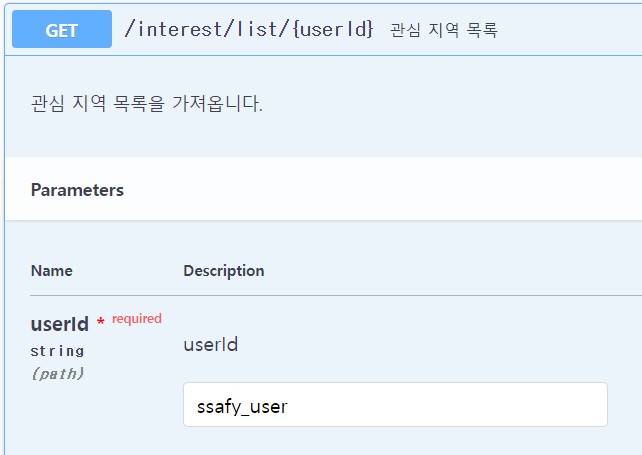 GET /interest/list/{userId} 관심 지역 목록
관심 지역 목록을 가져옵니다.
Parameters
Name Description
userId * required
string
(path)
userId
ssafy_user